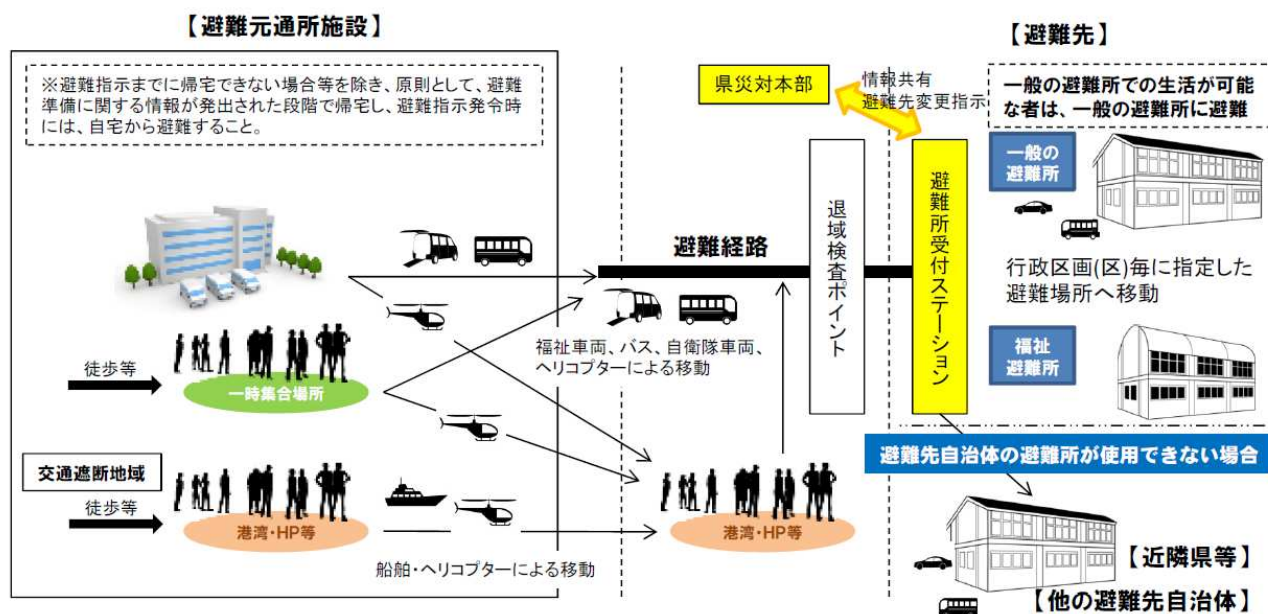 【避難元通所施設】
※避難指示までに帰宅できない場合等を除き、原則として、避難
準備に関する情報が発出された段階で帰宅し、避難指示発令時
には、自宅から避難すること。
徒歩等
一時集合場所
交通遮断地域
徒歩等
港湾・HP等
船舶・ヘリコプターによる移動
避難経路
福祉車両、バス、自衛隊車両、
ヘリコプターによる移動
港湾・HP等
県災対本部
情報共有
避難先変更指示
退域検査ポイント
避難所受付ステーション
【避難先】
一般の避難所での生活が可能
な者は、一般の避難所に避難
一般の
避難所
行政区画(区)毎に指定した
避難場所へ移動
福祉
避難所
避難先自治体の避難所が使用できない場合
【近隣県等】
【他の避難先自治体】